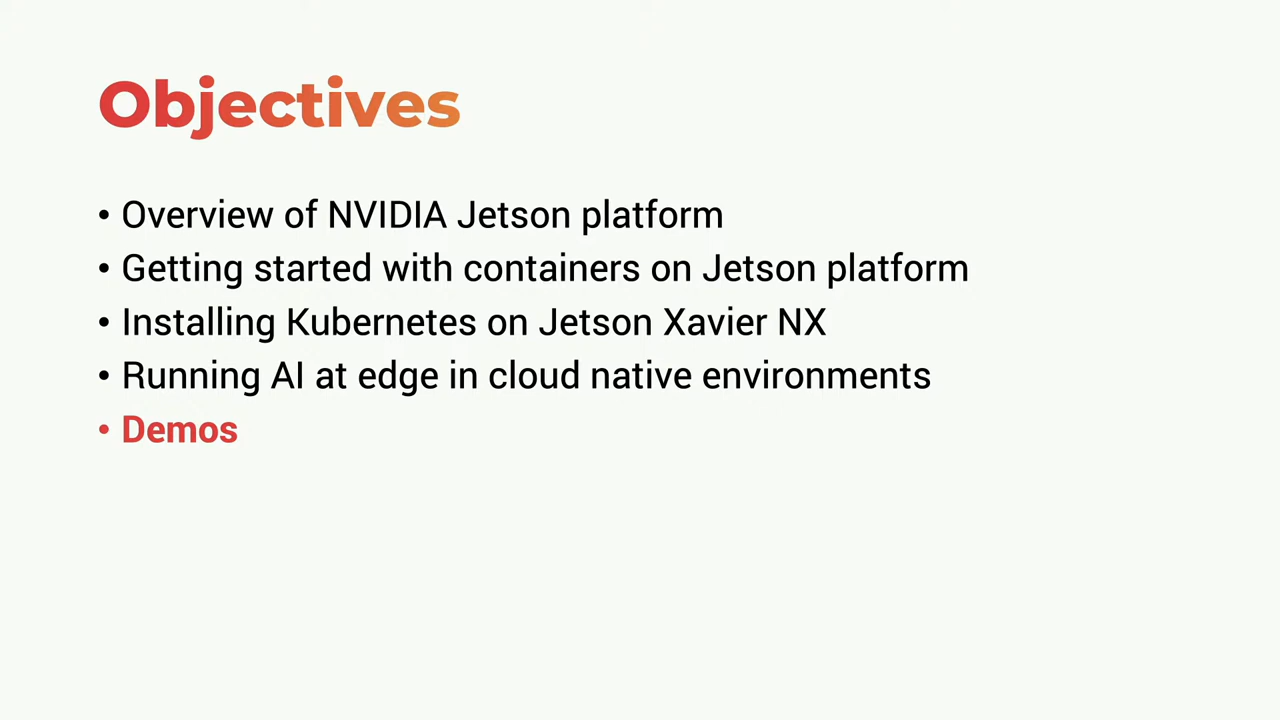 Objectives
• Overview of NVIDIA Jetson platform
• Getting started with containers on Jetson platform
• Installing Kubernetes on Jetson Xavier NX
• Running AI at edge in cloud native environments
• Demos